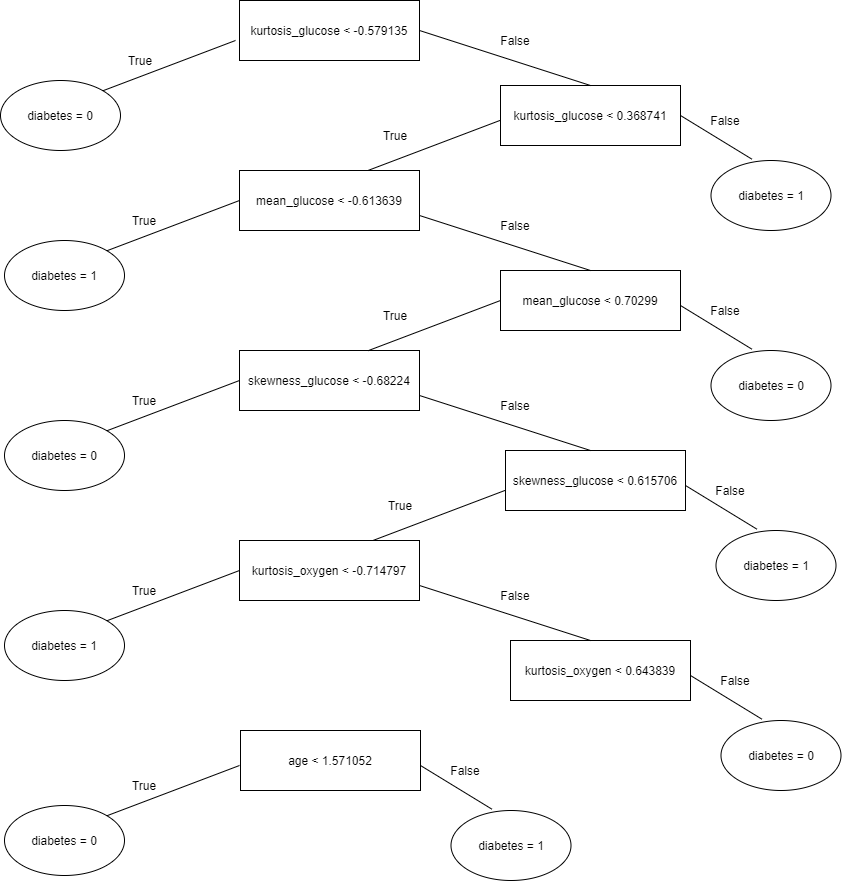 kurtosis_glucose < -0.579135
True
False
diabetes = 0
kurtosis_glucose < 0.368741
True
False
mean_glucose < -0.613639
diabetes = 1
True
False
diabetes = 1
mean_glucose < 0.70299
True
False
skewness_glucose < -0.68224
diabetes = 0
True
False
diabetes = 0
skewness_glucose < 0.615706
True
False
kurtosis_oxygen < -0.714797
diabetes = 1
True
False
diabetes = 1
kurtosis_oxygen < 0.643839
False
age < 1.571052
diabetes = 0
True
False
diabetes = 0
diabetes = 1